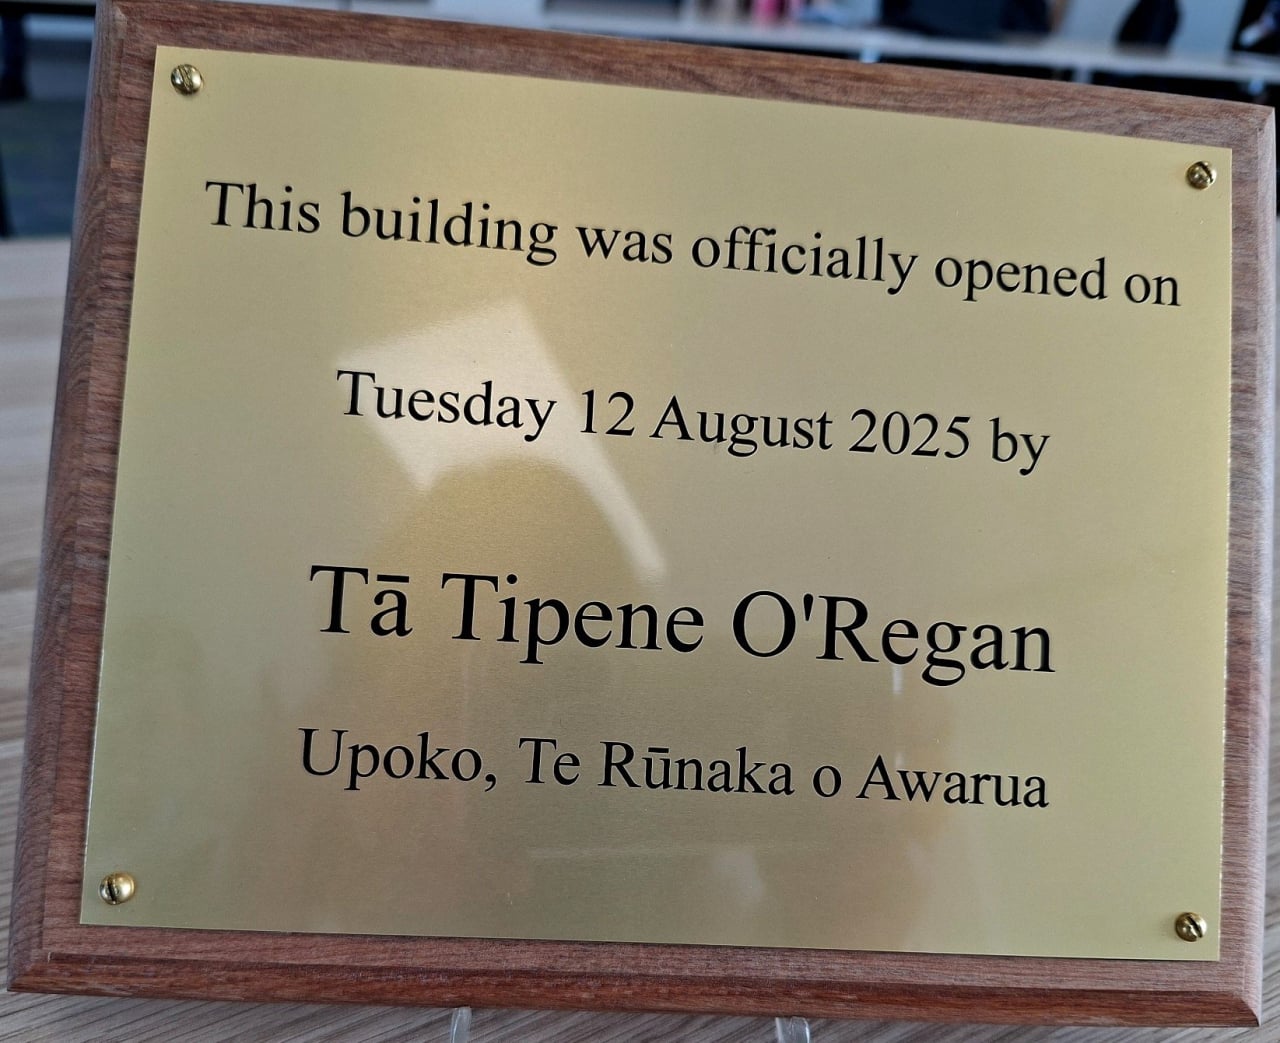 This building was officially opened on
Tuesday 12 August 2025 by
Tā Tipene O'Regan
Upoko, Te Rūnaka o Awarua